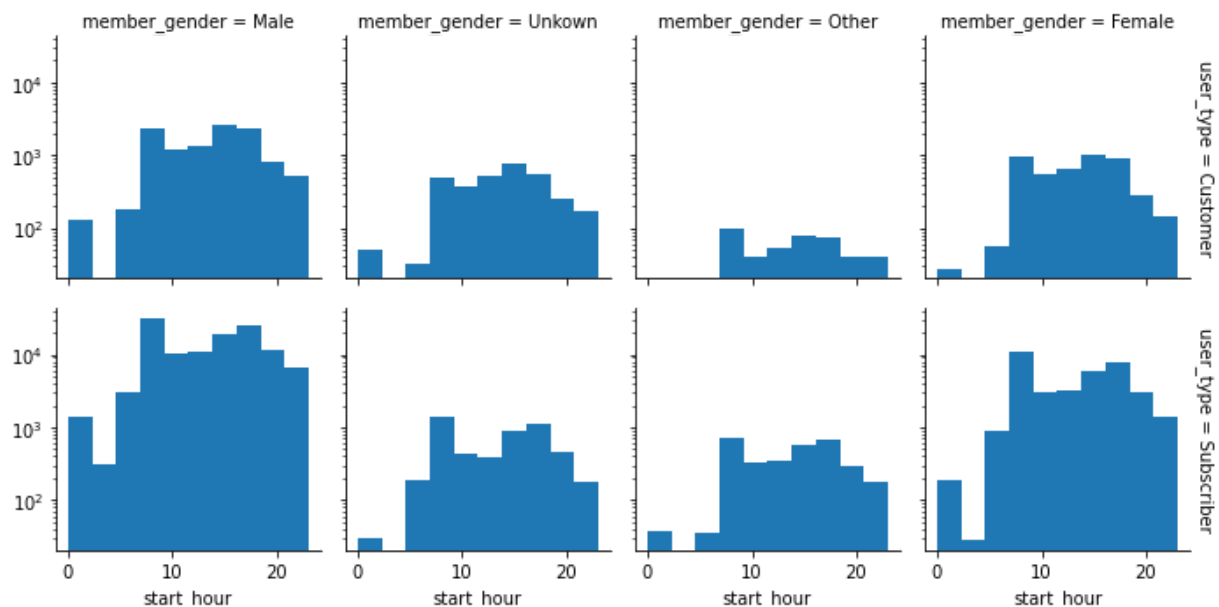 member_gender = Male
member_gender = Unkown
member_gender = Other
member_gender = Female
10⁴
10³
10²
user_type = Customer
10⁴
10³
10²
user_type = Subscriber
0 10 20
0 10 20
0 10 20
0 10 20
start_hour
start_hour
start_hour
start_hour